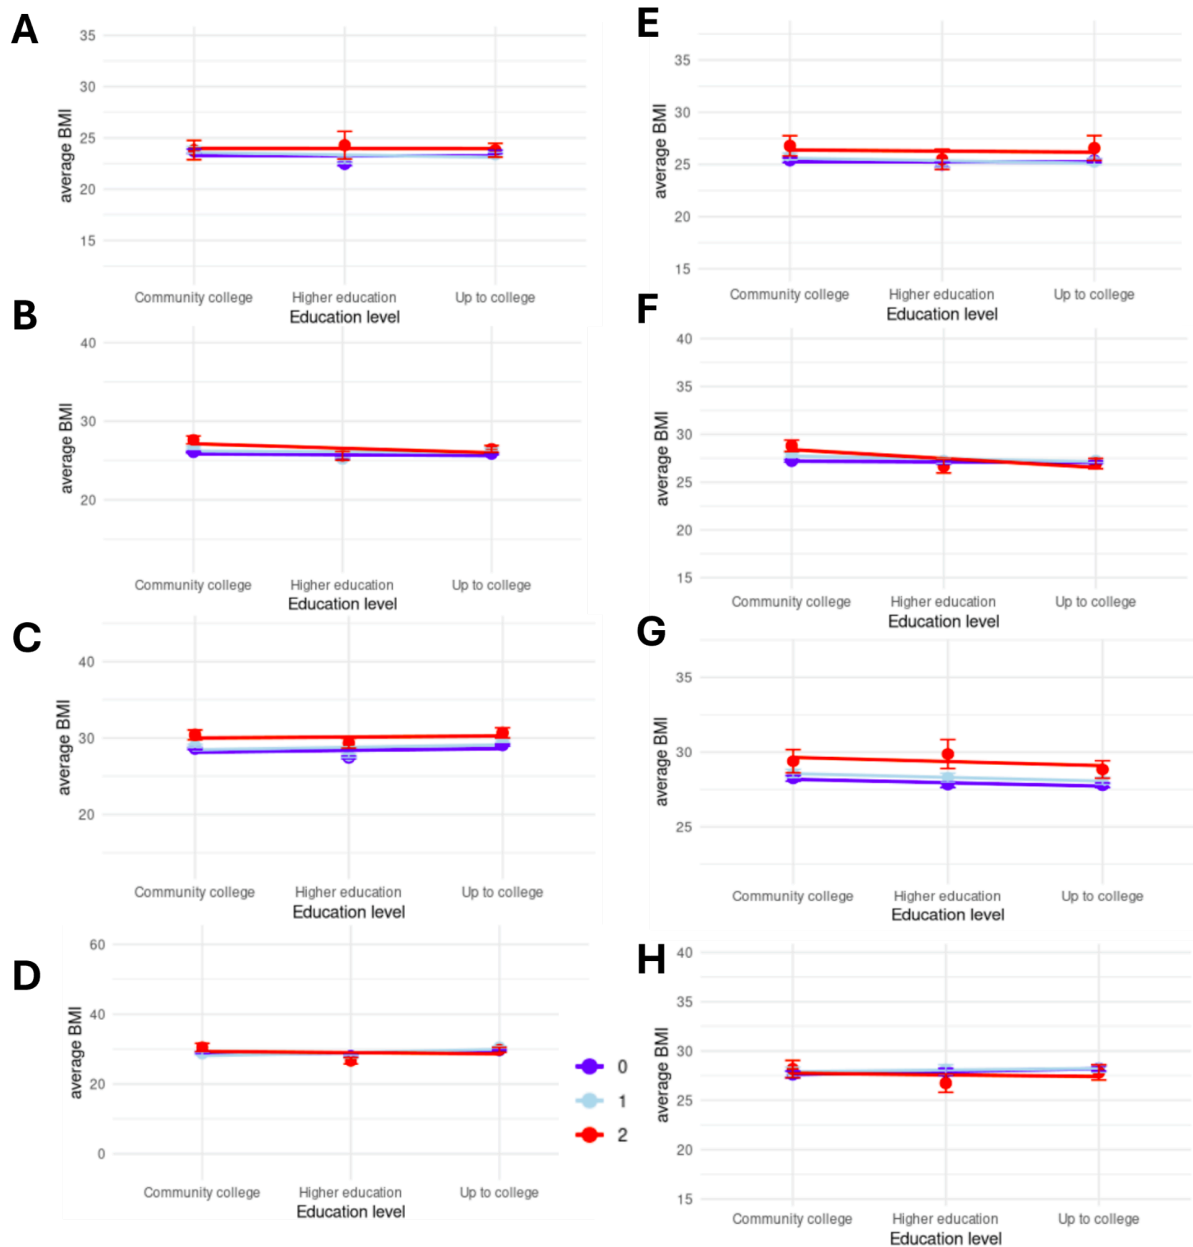 A
35
30
25
20
15
average BMI
Community college Higher education Up to college
Education level
B
40
30
20
average BMI
Community college Higher education Up to college
Education level
C
40
30
20
average BMI
Community college Higher education Up to college
Education level
D
60
40
20
0
average BMI
Community college Higher education Up to college
Education level
0
1
2
E
35
30
25
20
15
average BMI
Community college Higher education Up to college
Education level
F
40
35
30
25
20
15
average BMI
Community college Higher education Up to college
Education level
G
35
30
25
average BMI
Community college Higher education Up to college
Education level
H
40
35
30
25
20
15
average BMI
Community college Higher education Up to college
Education level